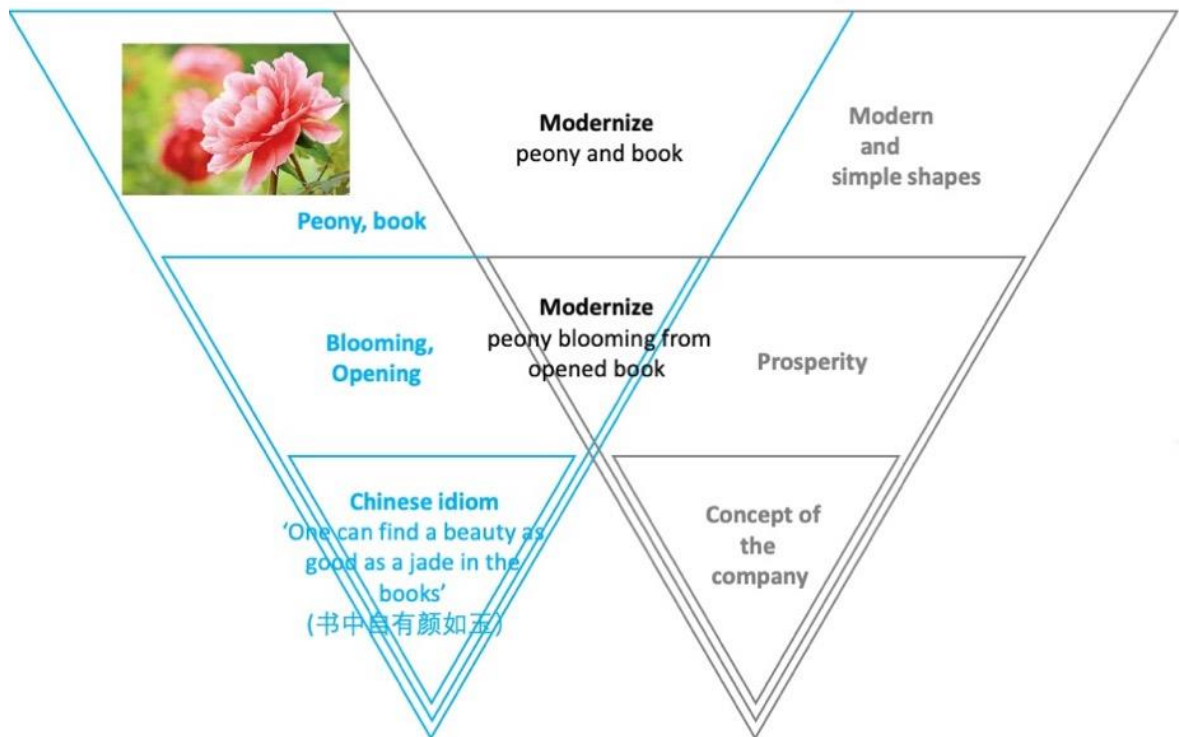 Modernize
peony and book
Modern
and
simple shapes
Peony, book
Blooming,
Opening
Modernize
peony blooming from
opened book
Prosperity
Chinese idiom
‘One can find a beauty as
good as a jade in the
books’
(书中自有颜如玉)
Concept of
the
company